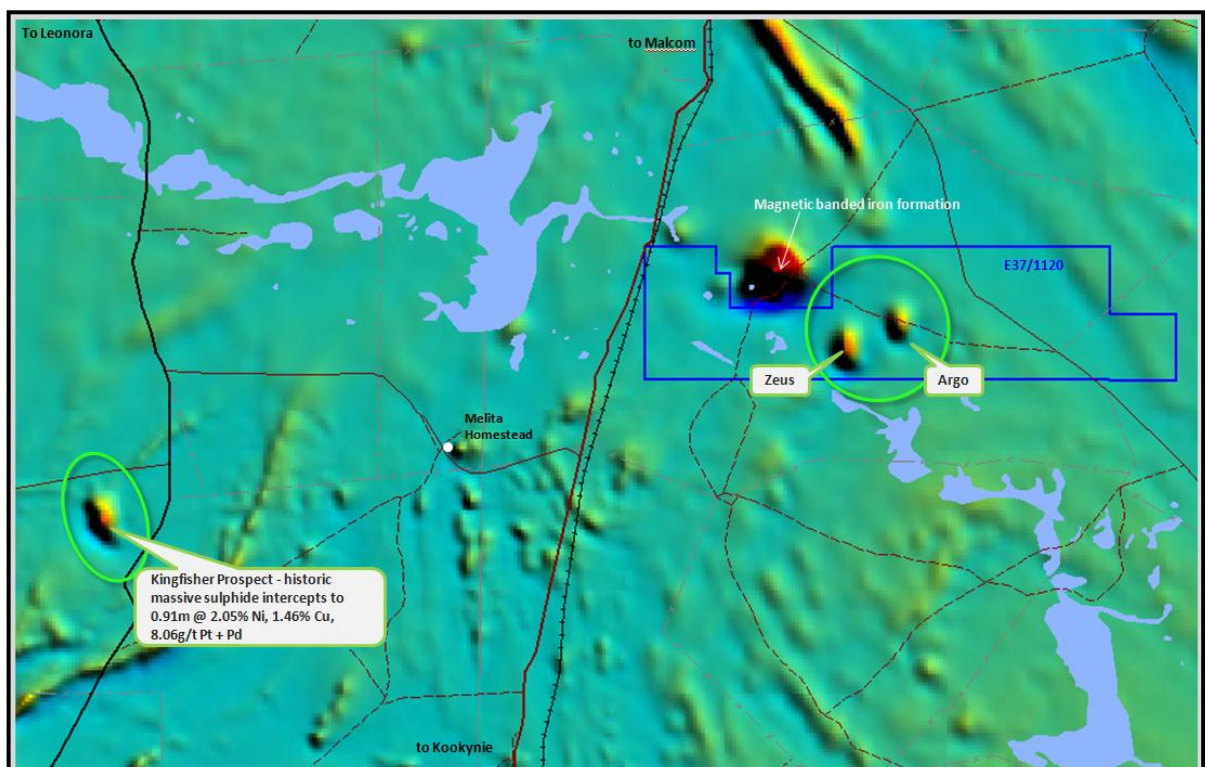 To Leonora
to Malcom
Magnetic banded iron formation
E37/1120
Zeus
Argo
Melita
Homestead
Kingfisher Prospect - historic
massive sulphide intercepts to
0.91m @ 2.05% Ni, 1.46% Cu,
8.06g/t Pt + Pd
to Kookynie